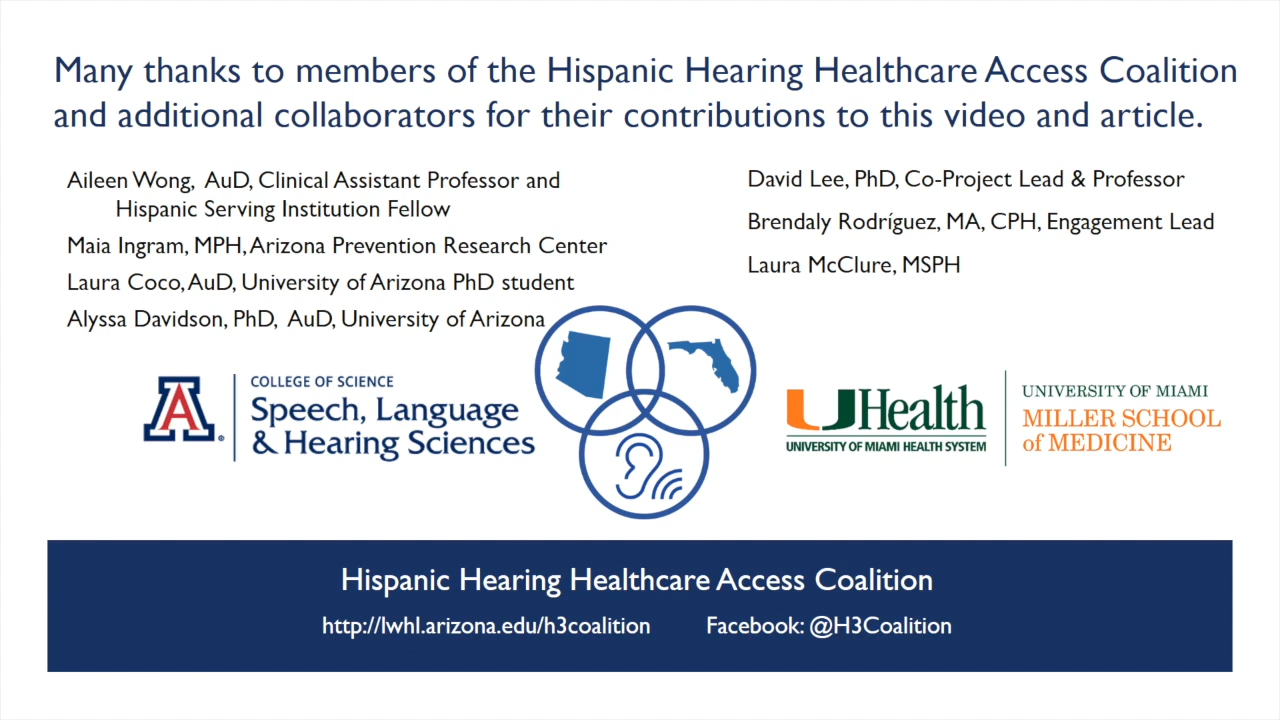 Many thanks to members of the Hispanic Hearing Healthcare Access Coalition
and additional collaborators for their contributions to this video and article.
Aileen Wong, AuD, Clinical Assistant Professor and
Hispanic Serving Institution Fellow
Maia Ingram, MPH, Arizona Prevention Research Center
Laura Coco, AuD, University of Arizona PhD student
Alyssa Davidson, PhD, AuD, University of Arizona
David Lee, PhD, Co-Project Lead & Professor
Brendaly Rodríguez, MA, CPH, Engagement Lead
Laura McClure, MSPH
A
COLLEGE OF SCIENCE
Speech, Language
& Hearing Sciences
UHealth
UNIVERSITY OF MIAMI HEALTH SYSTEM
UNIVERSITY OF MIAMI
MILLER SCHOOL
of MEDICINE
Hispanic Hearing Healthcare Access Coalition
http://lwhl.arizona.edu/h3coalition Facebook: @H3Coalition